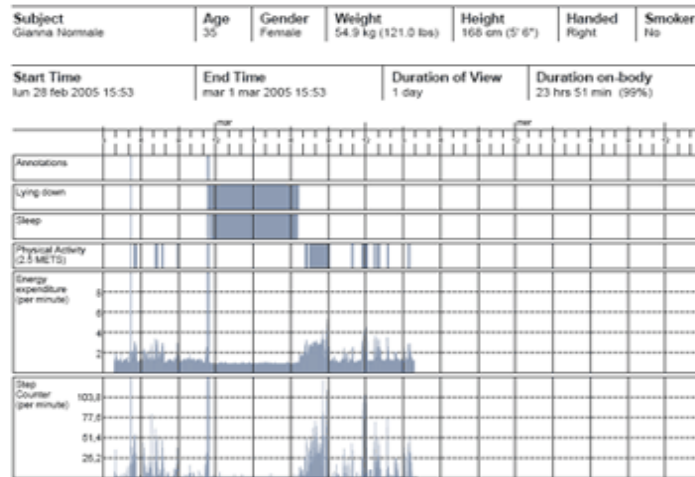 Subject Age Gender Weight Height Handed Smoker
Gianna Normale 35 Female 54.9 kg (121.0 lbs) 168 cm (5' 6") Right No
Start Time End Time Duration of View Duration on-body
lun 28 feb 2005 15:53 mar 1 mar 2005 15:53 1 day 23 hrs 51 min (99%)
mar mer
Annotations
Lying down
Sleep
Physical Activity
(2.5 METS)
Energy
expenditure
(per minute)
8
6
4
2
Step
Counter
(per minute)
103,8
77,6
51,4
25,2